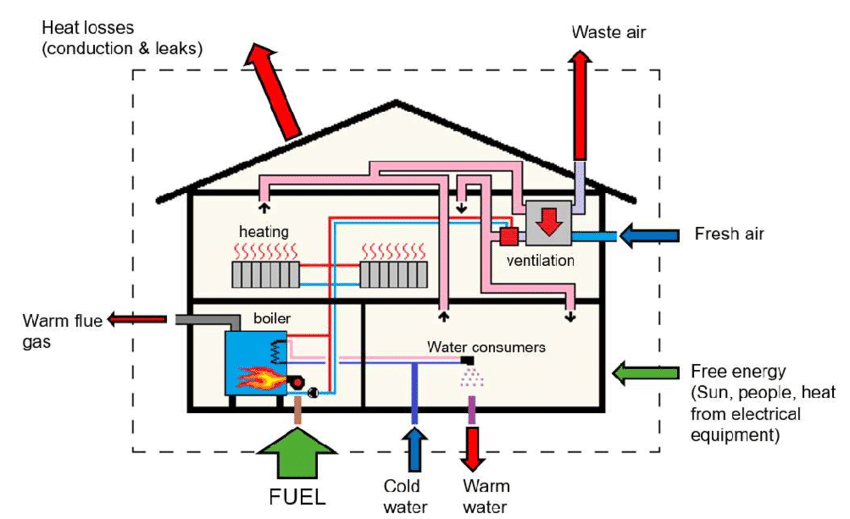 Heat losses
(conduction & leaks)
Waste air
heating
ventilation
Fresh air
Warm flue
gas
boiler
Water consumers
Free energy
(Sun, people, heat
from electrical
equipment)
FUEL
Cold
water
Warm
water